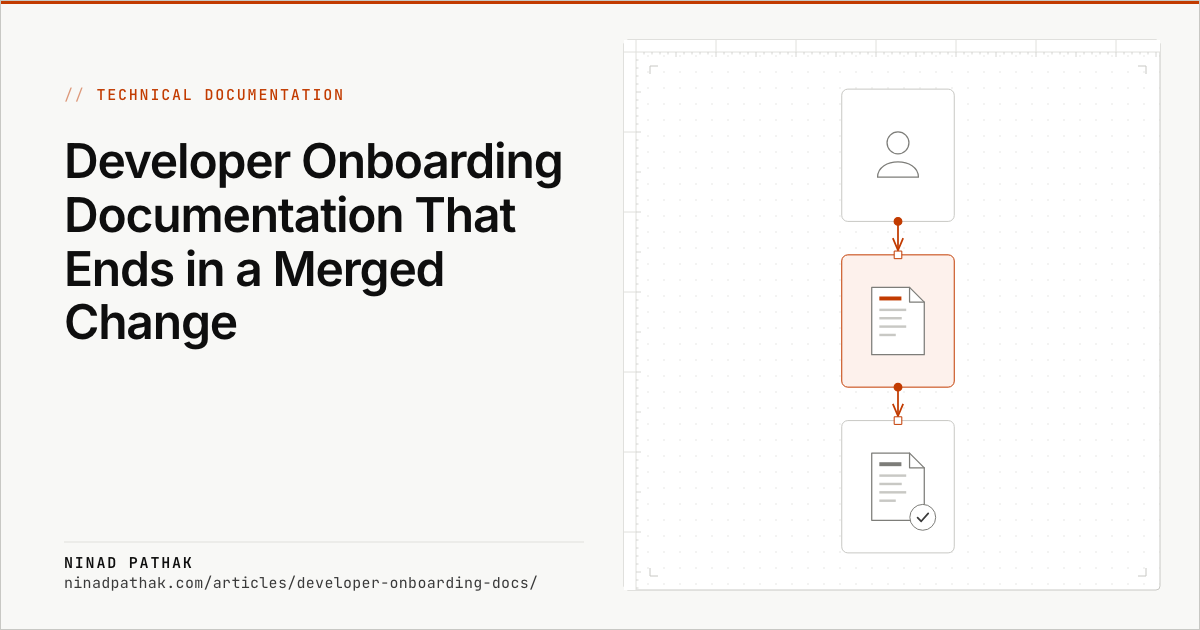 // TECHNICAL DOCUMENTATION
Developer Onboarding
Documentation That
Ends in a Merged
Change
NINAD PATHAK
ninadpathak.com/articles/developer-onboarding-docs/